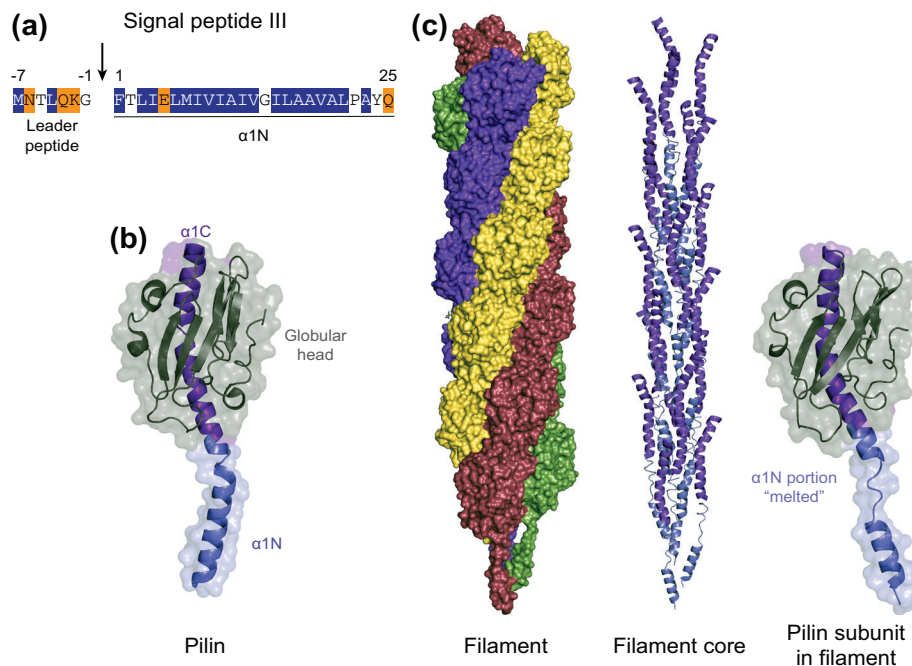 (a)
Signal peptide III
-7 -1 1 25
MNTLQKG FTLIELMIVIAIVGILAAVALPAYQ
Leader
peptide
α1N
(b)
α1C
Globular
head
α1N
Pilin
(c)
α1N portion
“melted”
Filament
Filament core
Pilin subunit
in filament